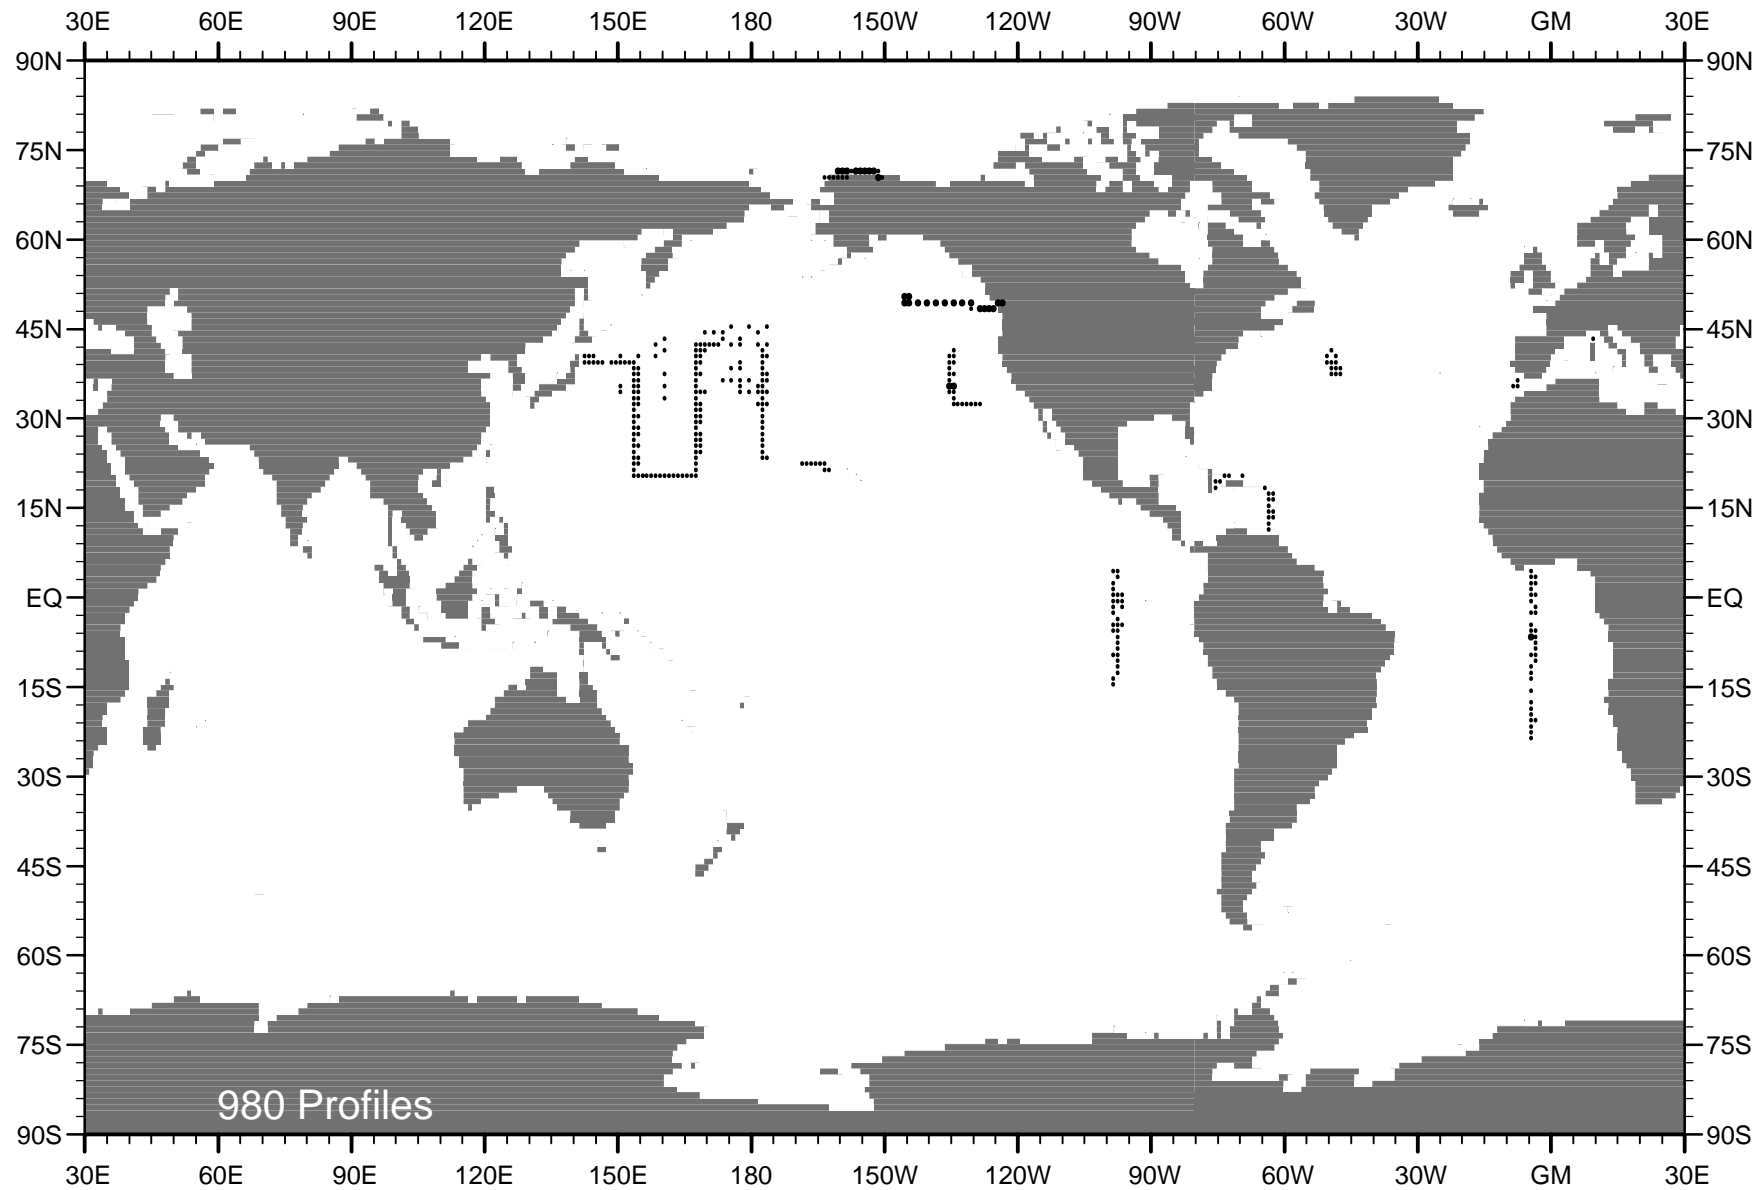 30E 60E 90E 120E 150E 180 150W 120W 90W 60W 30W GM 30E
90N 90N
75N 75N
60N 60N
45N 45N
30N 30N
15N 15N
EQ EQ
15S 15S
30S 30S
45S 45S
60S 60S
75S 75S
980 Profiles
90S 90S
30E 60E 90E 120E 150E 180 150W 120W 90W 60W 30W GM 30E